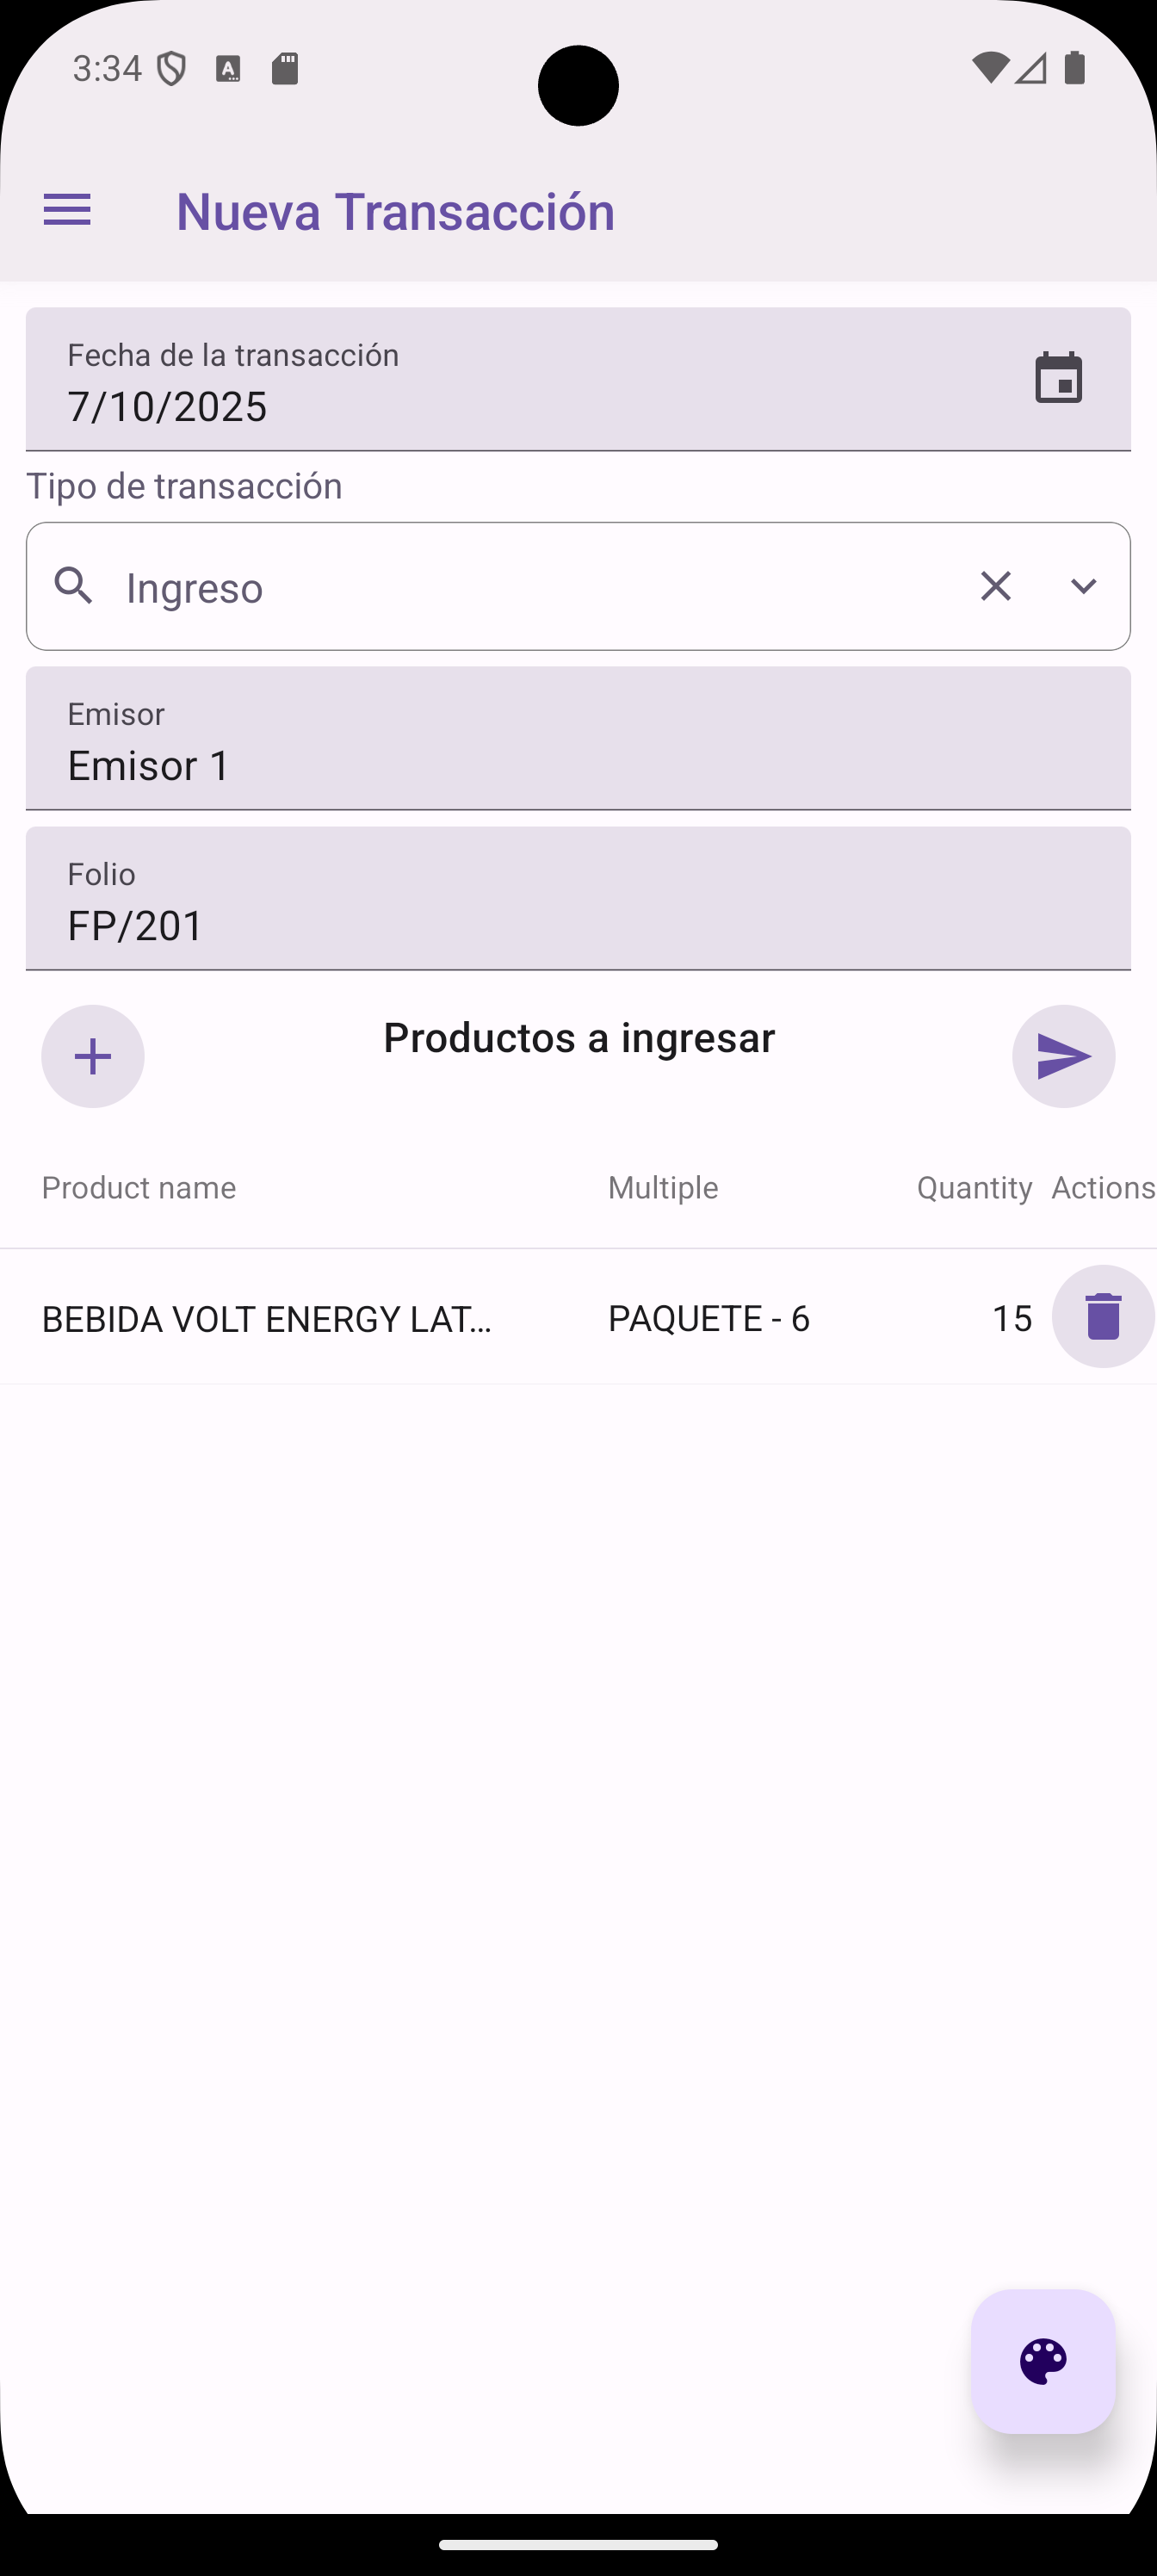 3:34
Nueva Transacción
Fecha de la transacción
7/10/2025
Tipo de transacción
Ingreso
Emisor
Emisor 1
Folio
FP/201
Productos a ingresar
Product name Multiple Quantity Actions
BEBIDA VOLT ENERGY LAT... PAQUETE - 6 15